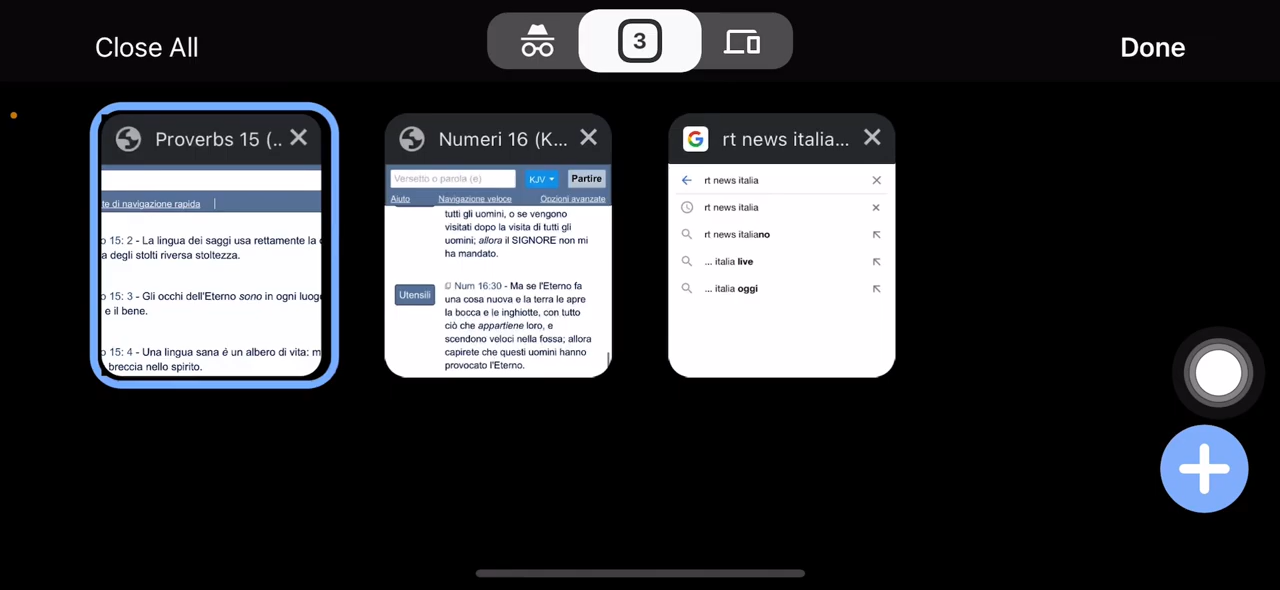 Close All
3
Done
Proverbs 15 (..
te di navigazione rapida |
15: 2 - La lingua dei saggi usa rettamente la
a degli stolti riversa stoltezza.
15: 3 - Gli occhi dell'Eterno sono in ogni luog
e il bene.
15: 4 - Una lingua sana è un albero di vita: m
breccia nello spirito.
Numeri 16 (K...
Versetto o parola (e)
KJV
Partire
Aiuto
Navigazione veloce
Opzioni avanzate
tutti gli uomini, o se vengono
visitati dopo la visita di tutti gli
uomini; allora il SIGNORE non mi
ha mandato.
Utensili
Num 16:30 - Ma se l'Eterno fa
una cosa nuova e la terra le apre
la bocca e le inghiotte, con tutto
ciò che appartiene loro, e
scendono veloci nella fossa; allora
capirete che questi uomini hanno
provocato l'Eterno.
rt news italia...
rt news italia
rt news italia
rt news italiano
... italia live
... italia oggi